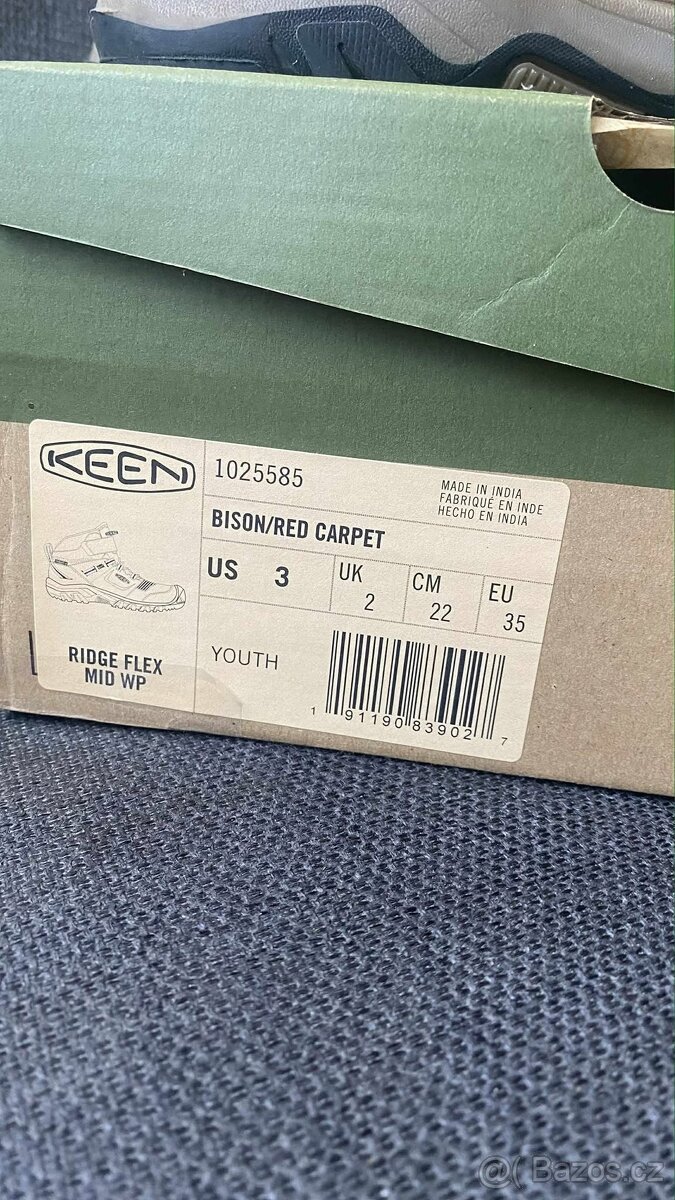 KEEN
1025585
MADE IN INDIA
FABRIQUÉ EN INDE
HECHO EN INDIA
BISON/RED CARPET
US 3
UK 2
CM 22
EU 35
KEEN
RIDGE FLEX
MID WP
YOUTH
1 91190 83902 7
@( Bazos.cz